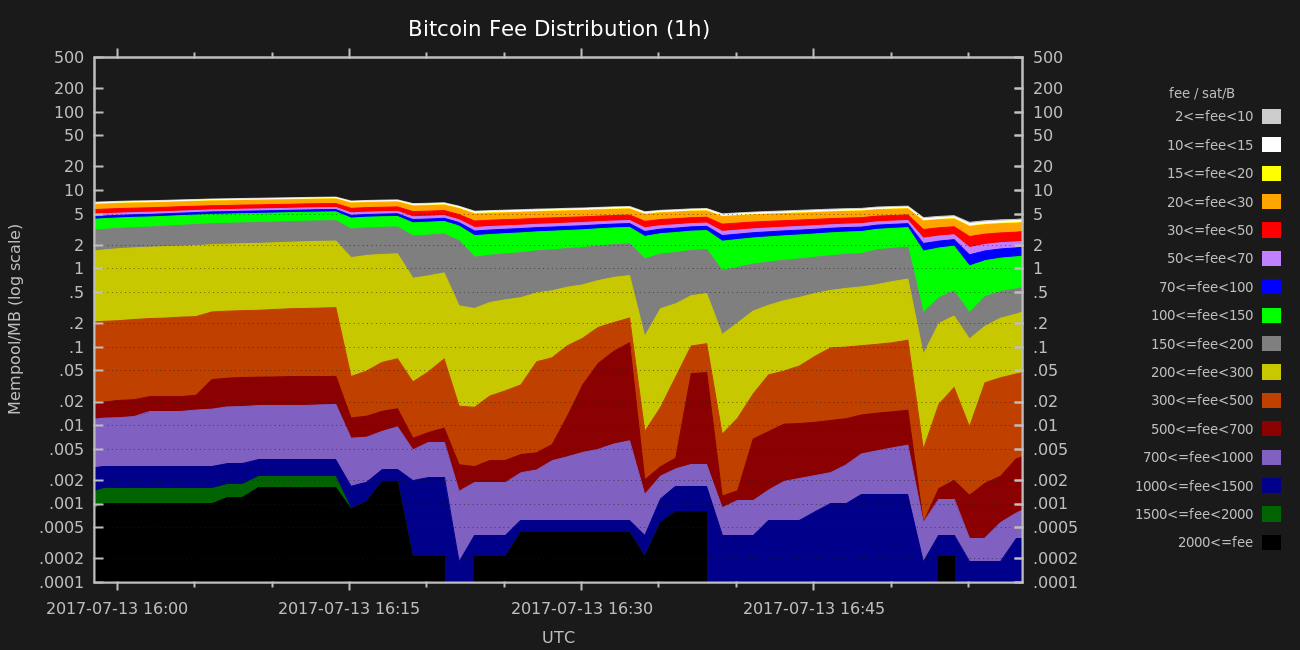 Bitcoin Fee Distribution (1h)
500
200
100
50
20
10
5
2
1
.5
.2
.1
.05
.02
.01
.005
.002
.001
.0005
.0002
.0001
Mempool/MB (log scale)
500
200
100
50
20
10
5
2
1
.5
.2
.1
.05
.02
.01
.005
.002
.001
.0005
.0002
.0001
2017-07-13 16:00
2017-07-13 16:15
2017-07-13 16:30
2017-07-13 16:45
UTC
fee / sat/B
2<=fee<10
10<=fee<15
15<=fee<20
20<=fee<30
30<=fee<50
50<=fee<70
70<=fee<100
100<=fee<150
150<=fee<200
200<=fee<300
300<=fee<500
500<=fee<700
700<=fee<1000
1000<=fee<1500
1500<=fee<2000
2000<=fee